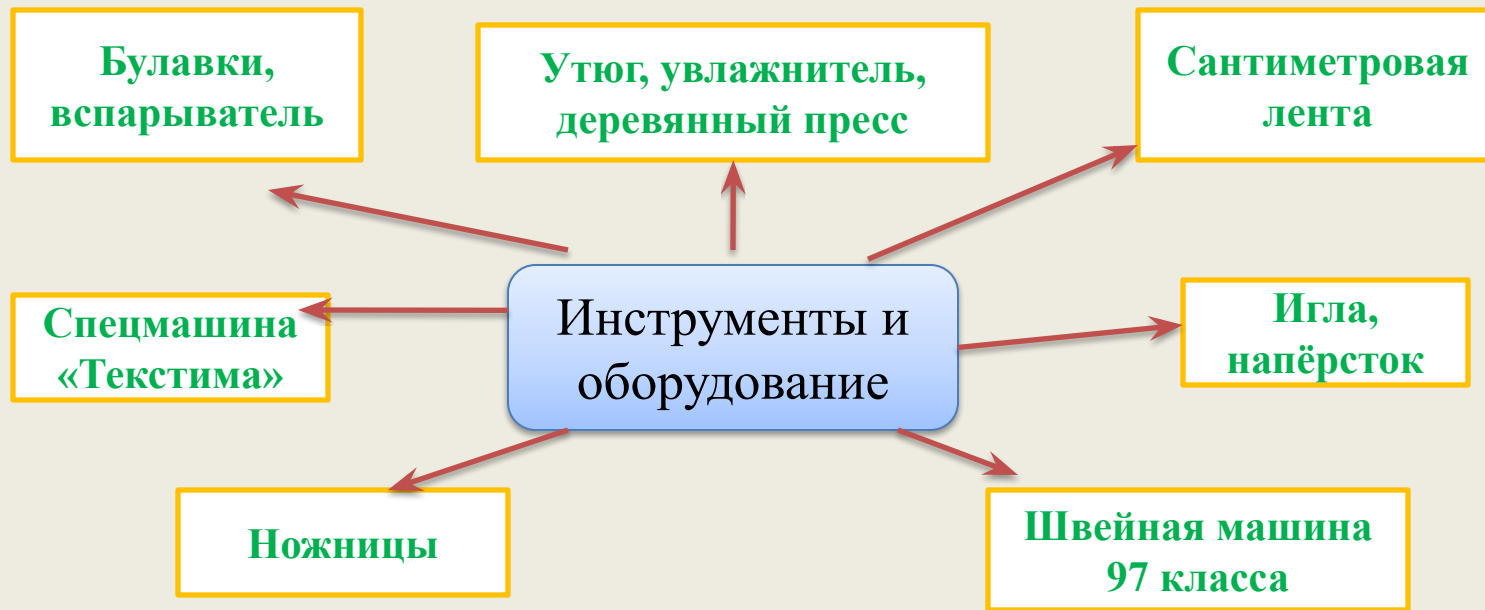 Булавки,
вспарыватель
Утюг, увлажнитель,
деревянный пресс
Сантиметровая
лента
Спецмашина
«Текстима»
Инструменты и
оборудование
Игла,
напёрсток
Ножницы
Швейная машина
97 класса